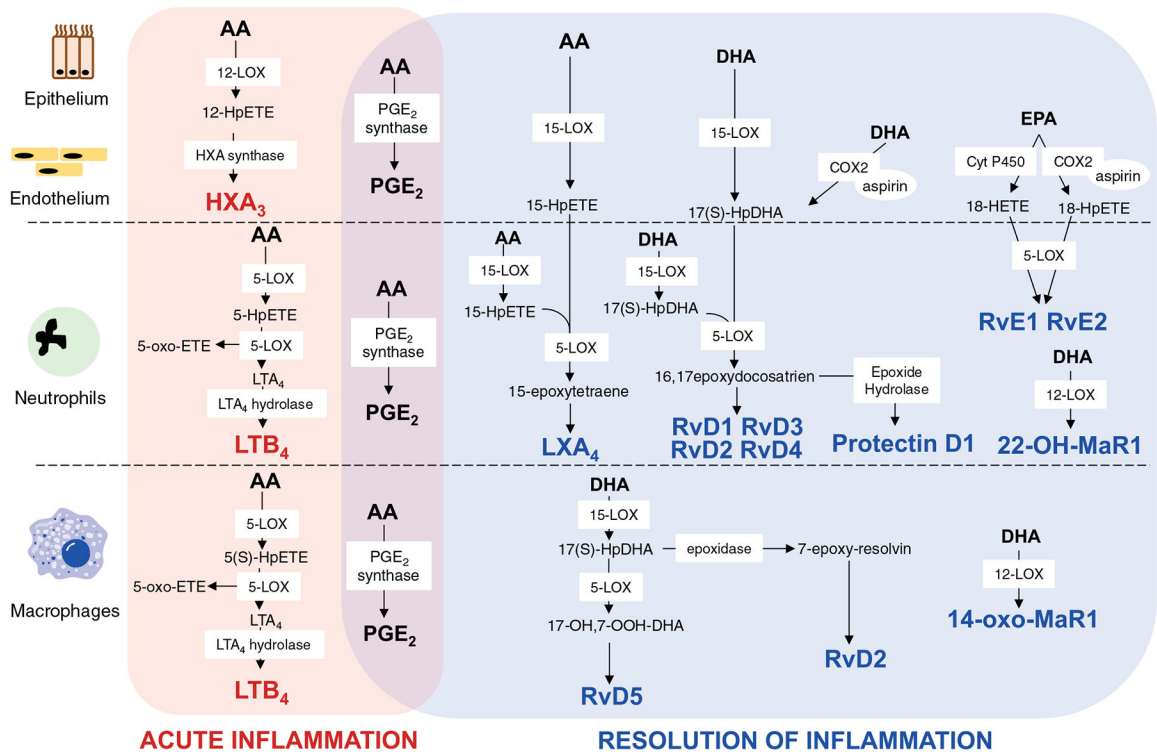 Epithelium
Endothelium
AA
12-LOX
12-HpETE
HXA synthase
HXA₃
AA
PGE₂
synthase
PGE₂
AA
15-LOX
15-HpETE
DHA
15-LOX
17(S)-HpDHA
DHA
COX2
aspirin
EPA
Cyt P450
COX2
aspirin
18-HETE
18-HpETE
5-LOX
RvE1 RvE2
Neutrophils
AA
5-LOX
5-HpETE
5-oxo-ETE
5-LOX
LTA₄
LTA₄ hydrolase
LTB₄
AA
PGE₂
synthase
PGE₂
AA
15-LOX
15-HpETE
5-LOX
15-epoxytetraene
LXA₄
DHA
15-LOX
17(S)-HpDHA
5-LOX
16,17epoxydocosatrien
RvD1 RvD3
RvD2 RvD4
Epoxide
Hydrolase
Protectin D1
DHA
12-LOX
22-OH-MaR1
Macrophages
AA
5-LOX
5(S)-HpETE
5-oxo-ETE
5-LOX
LTA₄
LTA₄ hydrolase
LTB₄
AA
PGE₂
synthase
PGE₂
DHA
15-LOX
17(S)-HpDHA
epoxidase
7-epoxy-resolvin
5-LOX
17-OH,7-OOH-DHA
RvD5
RvD2
DHA
12-LOX
14-oxo-MaR1
ACUTE INFLAMMATION
RESOLUTION OF INFLAMMATION